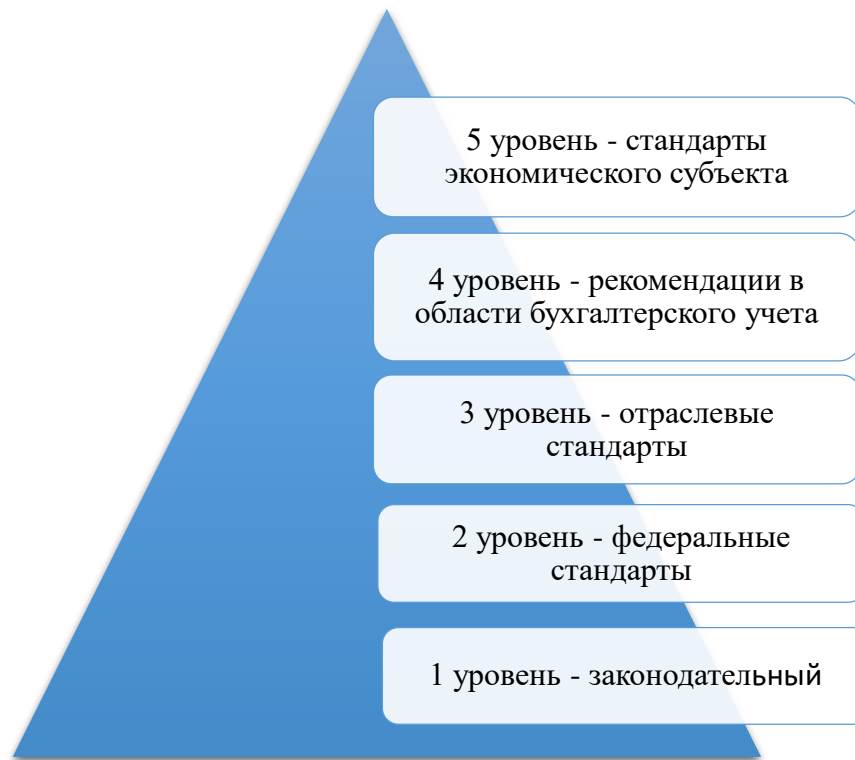 5 уровень - стандарты
экономического субъекта
4 уровень - рекомендации в
области бухгалтерского учета
3 уровень - отраслевые
стандарты
2 уровень - федеральные
стандарты
1 уровень - законодательный